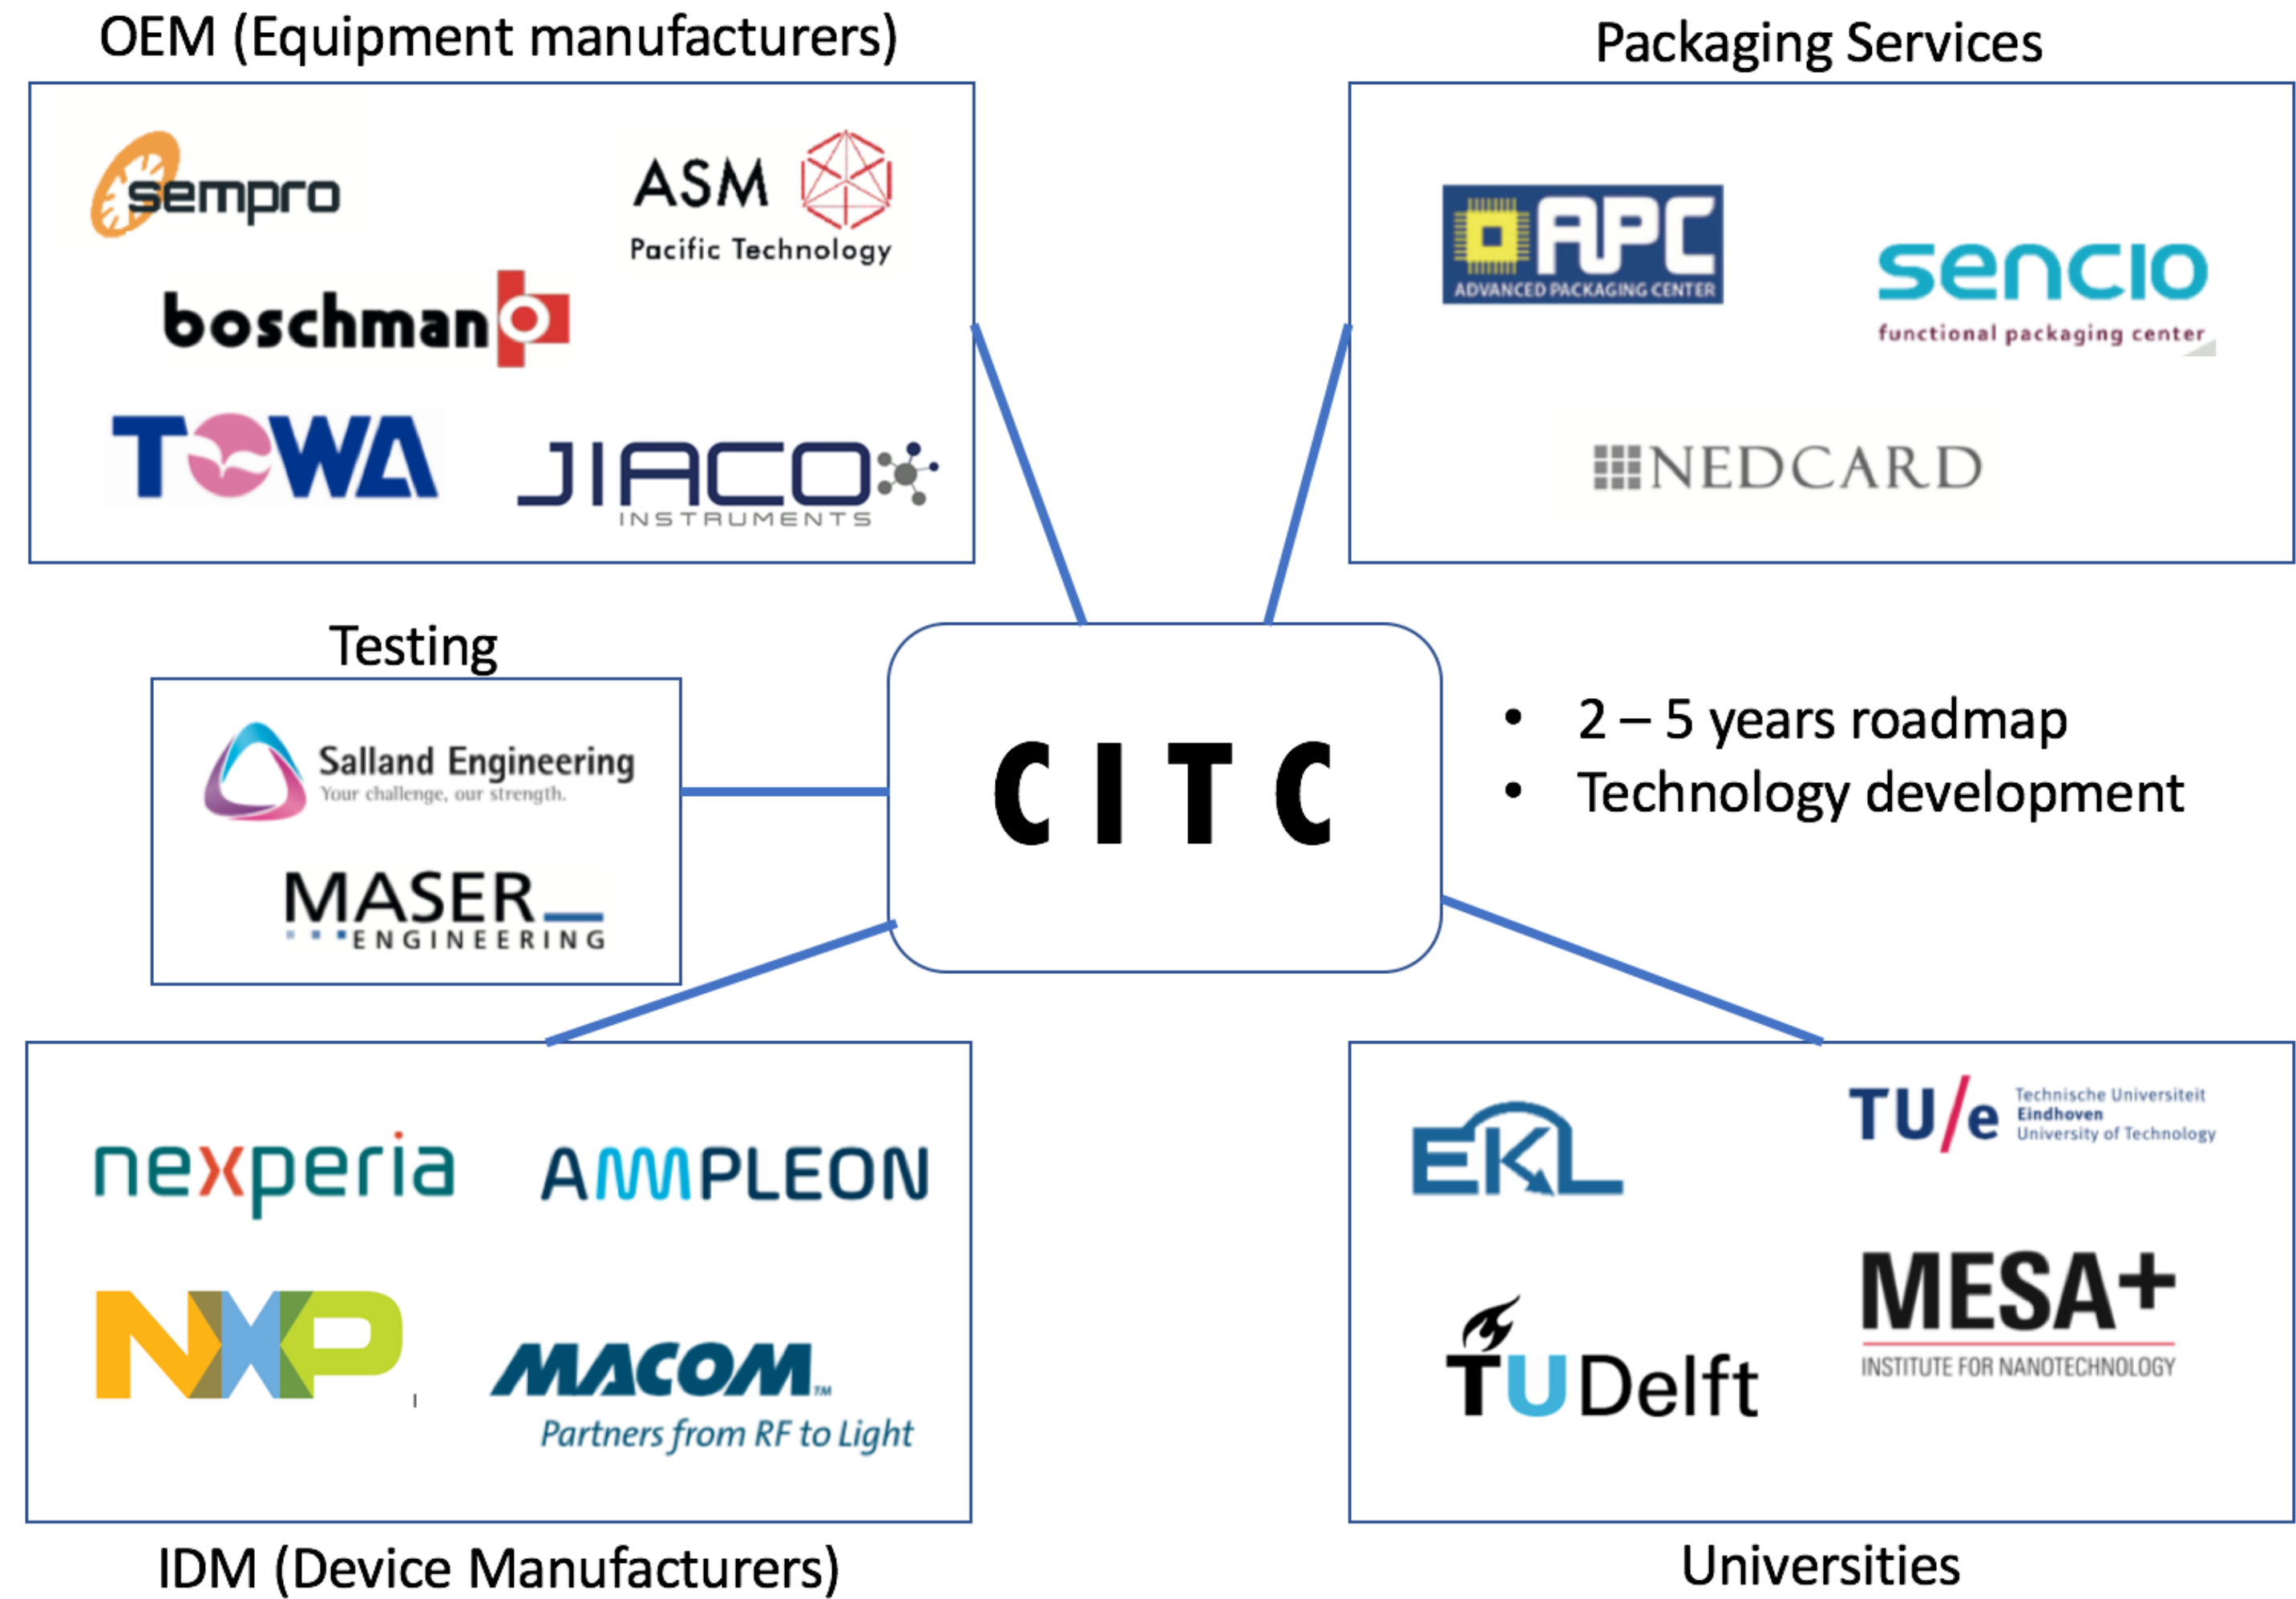 OEM (Equipment manufacturers)
sempro
ASM
Pacific Technology
boschman
TOWA
JIACO
INSTRUMENTS
Packaging Services
APC
ADVANCED PACKAGING CENTER
sencio
functional packaging center
NEDCARD
Testing
Salland Engineering
Your challenge, our strength.
MASER
ENGINEERING
CITC
• 2 – 5 years roadmap
• Technology development
nexperia
AMPLEON
NXP
MACOM™
Partners from RF to Light
IDM (Device Manufacturers)
EKL
TU/e
Technische Universiteit
Eindhoven
University of Technology
TU Delft
MESA+
INSTITUTE FOR NANOTECHNOLOGY
Universities